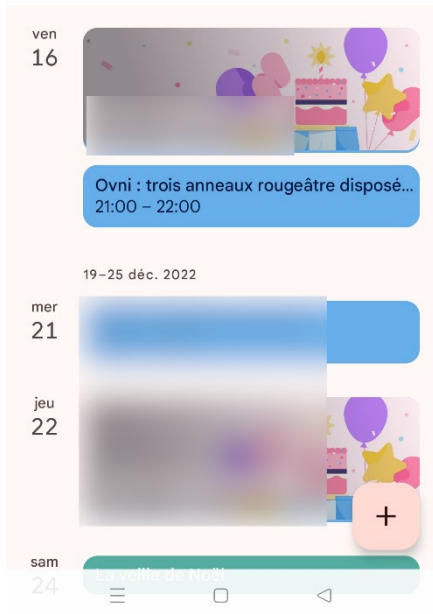 ven
16
Ovni : trois anneaux rougeâtre disposé...
21:00 – 22:00
19–25 déc. 2022
mer
21
jeu
22
+
sam
24
La veille de Noël